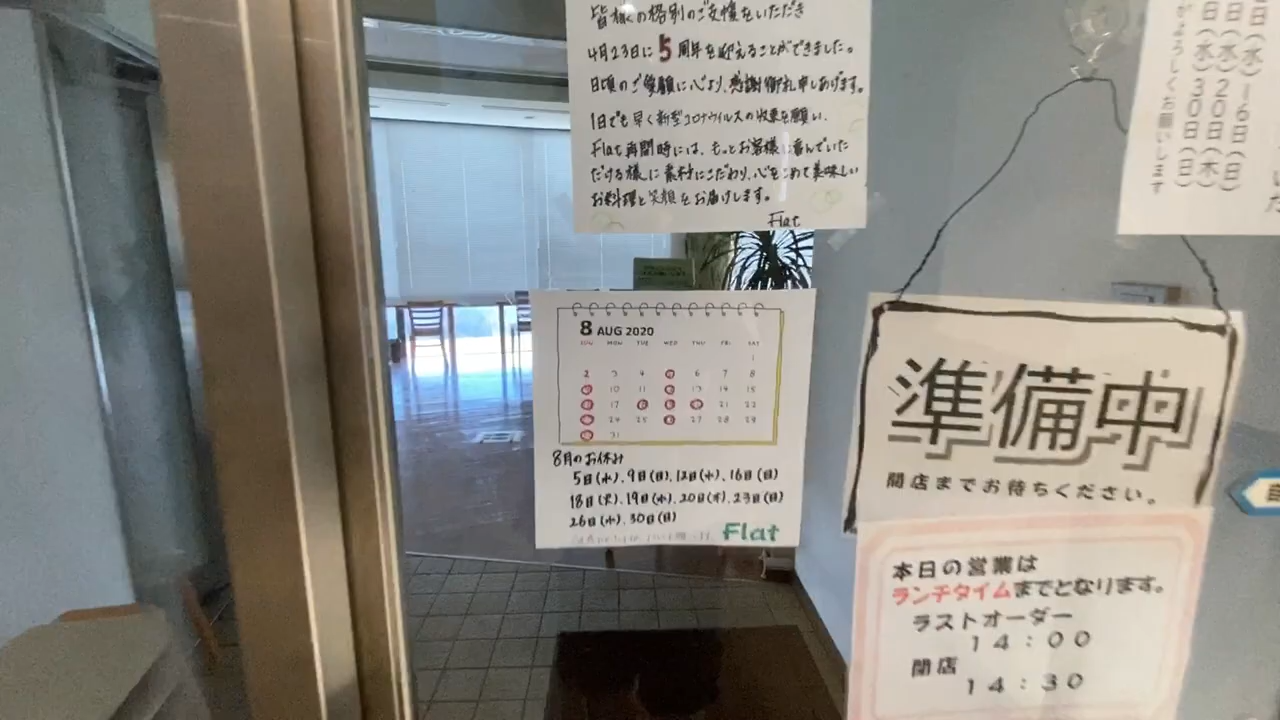 皆様の格別のご支援をいただき
4月23日に5周年を迎えることができました。
日頃のご愛顧に心より、感謝御礼申しあげます。
1日でも早く新型コロナウイルスの収束を願い、
Flat再開時には、もっとお客様に喜んでいた
だける様に素材にこだわり、心をこめて美味しい
お料理と笑顔をお届けします。
Flat
8 AUG 2020
SUN MON TUE WED THU FRI SAT
1
2 3 4 6 7 8
10 11 13 14 15
17 21 22
24 25 27 28 29
31
8月のお休み
5日(水)、9日(日)、12日(水)、16日(日)
18日(火)、19日(水)、20日(木)、23日(日)
26日(水)、30日(日)
Flat
日(水)16日(日)
日(水)20日(木)
日(水)30日(日)
よろしくお願いします
準備中
開店までお待ちください。
本日の営業は
ランチタイムまでとなります。
ラストオーダー
14:00
閉店
14:30